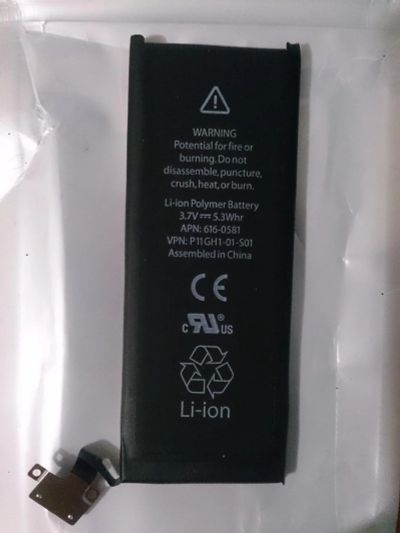 WARNING
Potential for fire or
burning. Do not
disassemble, puncture,
crush, heat, or burn.
Li-ion Polymer Battery
3.7V ⎓ 5.3Whr
APN: 616-0581
VPN: P11GH1-01-S01
Assembled in China
CE
c RU® US
Li-ion